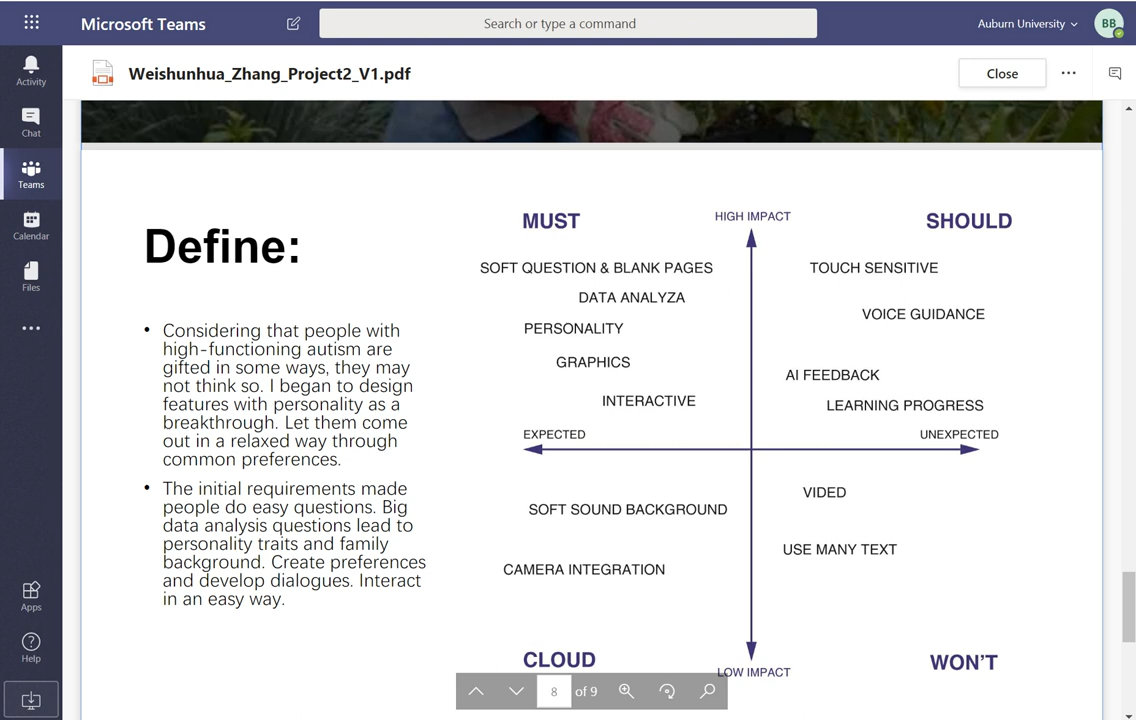 Microsoft Teams
Search or type a command
Auburn University
BB
Activity
Chat
Teams
Calendar
Files
Apps
Help
Weishunhua_Zhang_Project2_V1.pdf
Close
Define:
• Considering that people with
high-functioning autism are
gifted in some ways, they may
not think so. I began to design
features with personality as a
breakthrough. Let them come
out in a relaxed way through
common preferences.
• The initial requirements made
people do easy questions. Big
data analysis questions lead to
personality traits and family
background. Create preferences
and develop dialogues. Interact
in an easy way.
MUST
HIGH IMPACT
SHOULD
SOFT QUESTION & BLANK PAGES
TOUCH SENSITIVE
DATA ANALYZA
VOICE GUIDANCE
PERSONALITY
GRAPHICS
AI FEEDBACK
INTERACTIVE
LEARNING PROGRESS
EXPECTED
UNEXPECTED
VIDED
SOFT SOUND BACKGROUND
USE MANY TEXT
CAMERA INTEGRATION
CLOUD
WON'T
LOW IMPACT
8 of 9